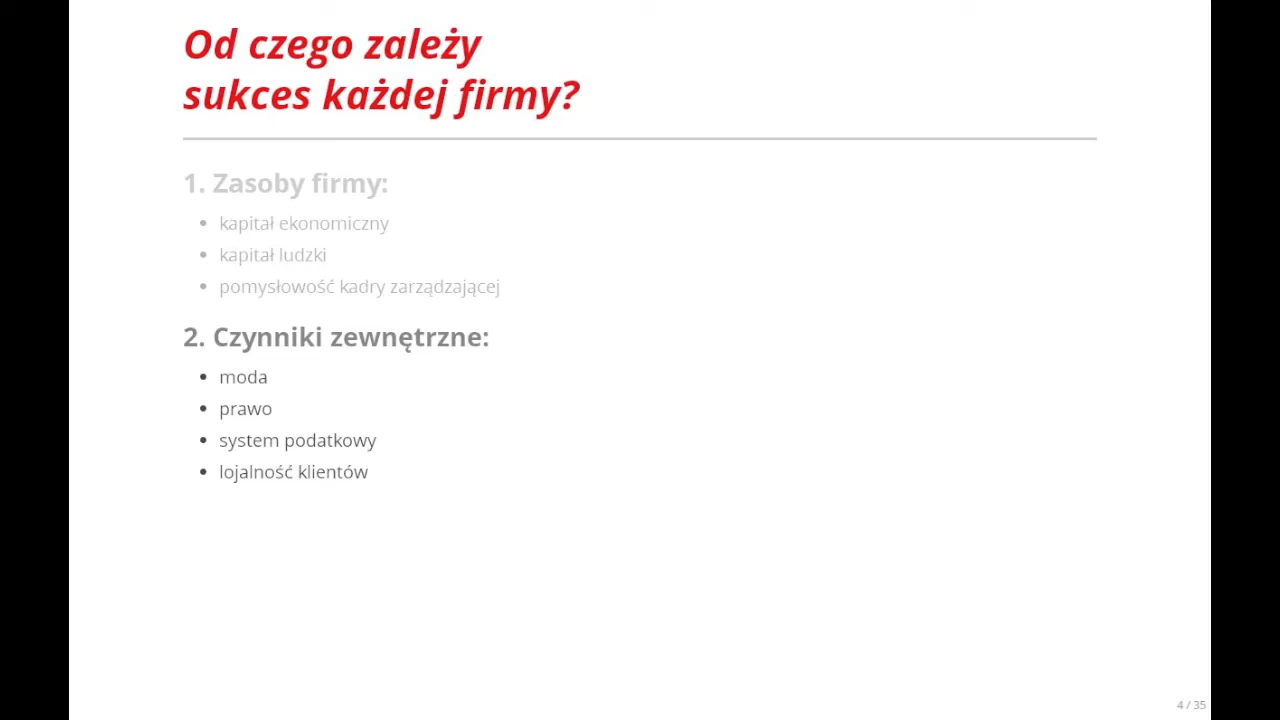 Od czego zależy
sukces każdej firmy?
1. Zasoby firmy:
• kapitał ekonomiczny
• kapitał ludzki
• pomysłowość kadry zarządzającej
2. Czynniki zewnętrzne:
• moda
• prawo
• system podatkowy
• lojalność klientów
4 / 35